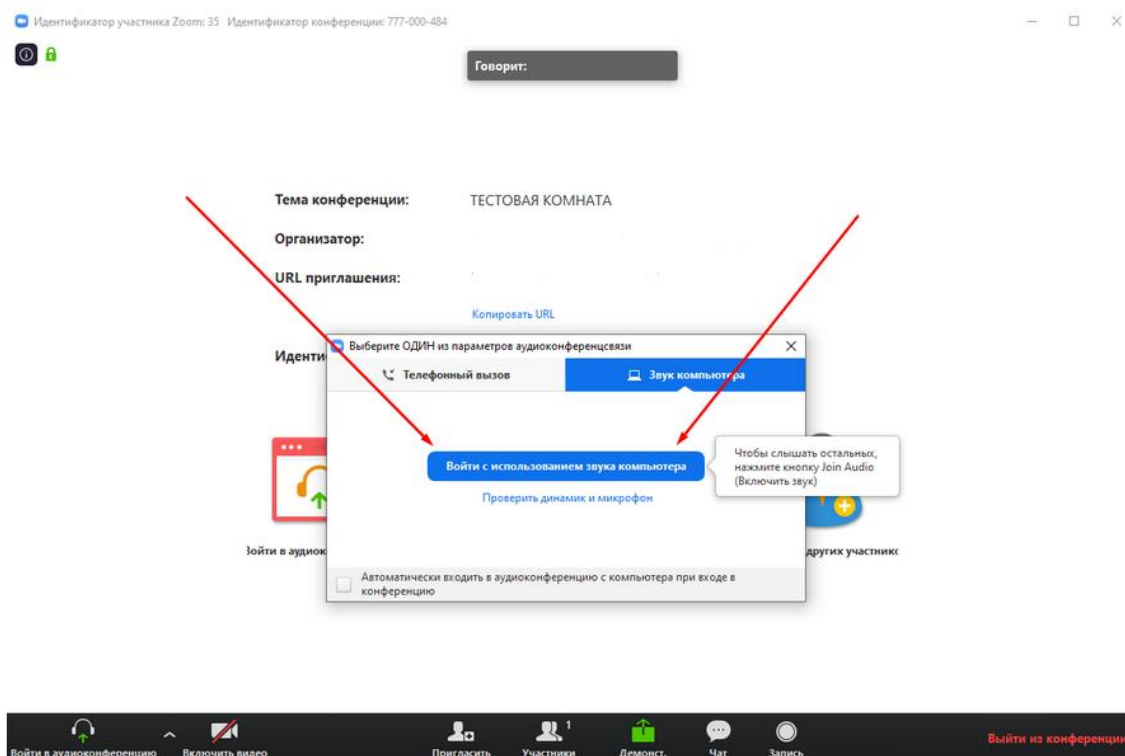 Идентификатор участника Zoom: 35 Идентификатор конференции: 777-000-484
Говорит:
Тема конференции: ТЕСТОВАЯ КОМНАТА
Организатор:
URL приглашения:
Копировать URL
Иденти
Выберите ОДИН из параметров аудиоконференцсвязи
Телефонный вызов
Звук компьютера
Войти с использованием звука компьютера
Чтобы слышать остальных,
нажмите кнопку Join Audio
(Включить звук)
Проверить динамик и микрофон
Войти в аудиок
других участникс
Автоматически входить в аудиоконференцию с компьютера при входе в
конференцию
Войти в аудиоконференцию
Включить видео
Пригласить
1
Участники
Демонст.
Чат
Запись
Выйти из конференции